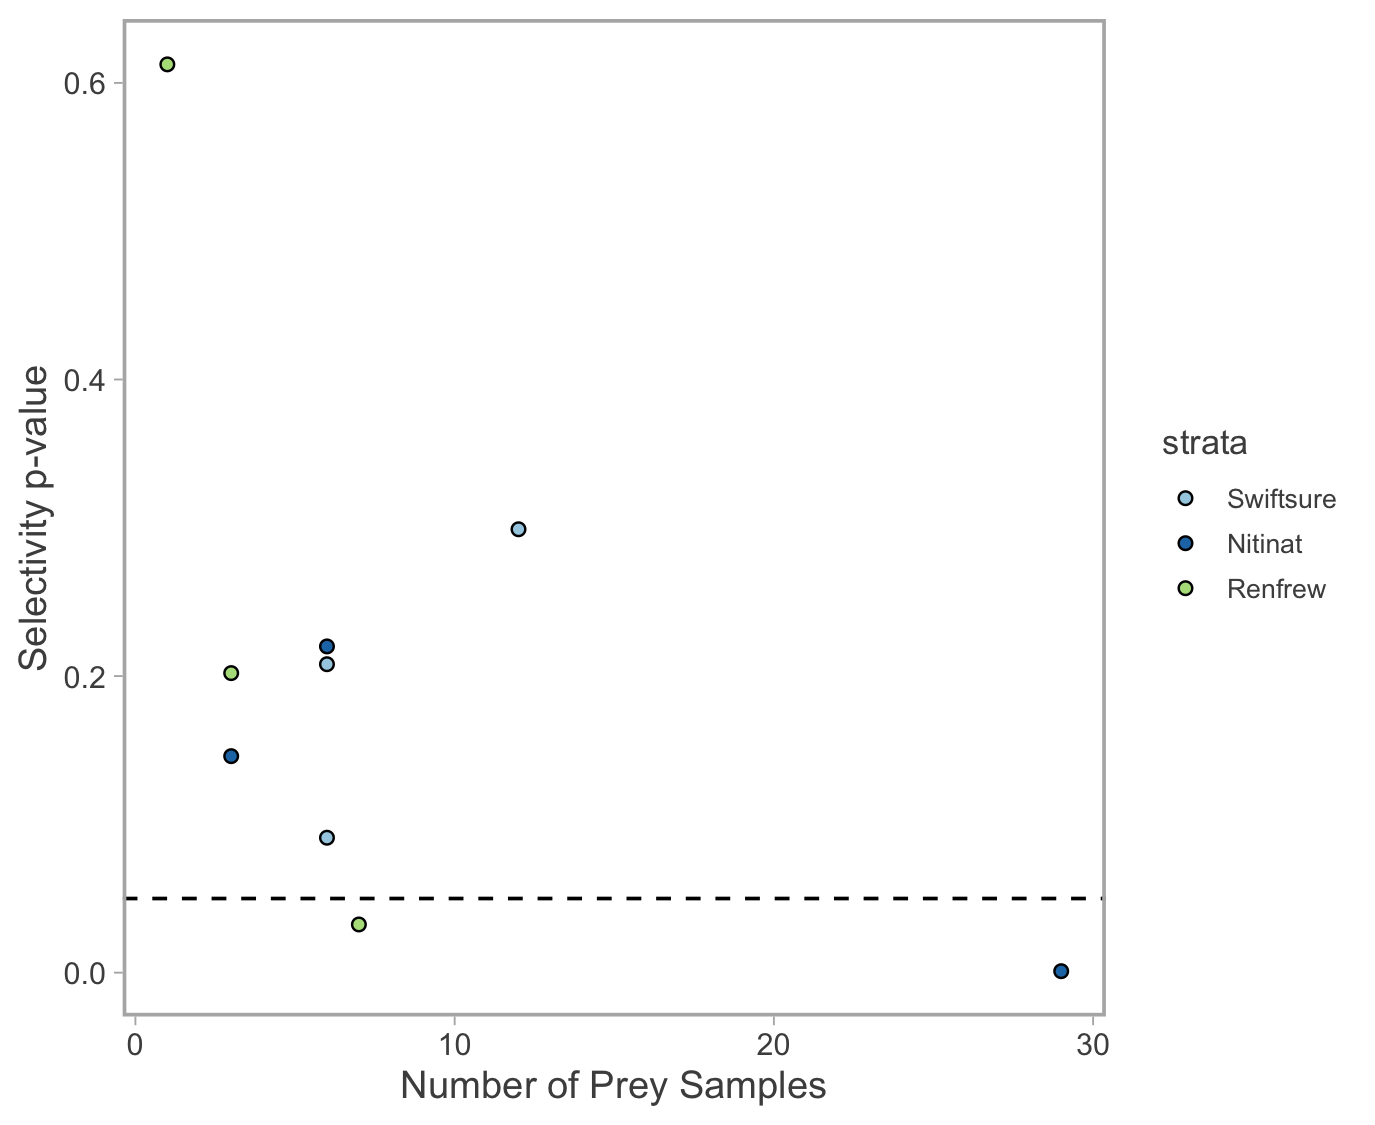 0.6
0.4
0.2
0.0
Selectivity p-value
0 10 20 30
Number of Prey Samples
strata
Swiftsure
Nitinat
Renfrew